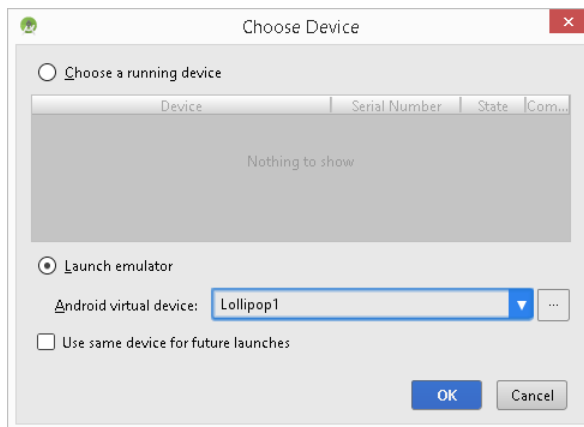 Choose Device
Choose a running device
Device Serial Number State Com...
Nothing to show
Launch emulator
Android virtual device: Lollipop1 ...
Use same device for future launches
OK Cancel